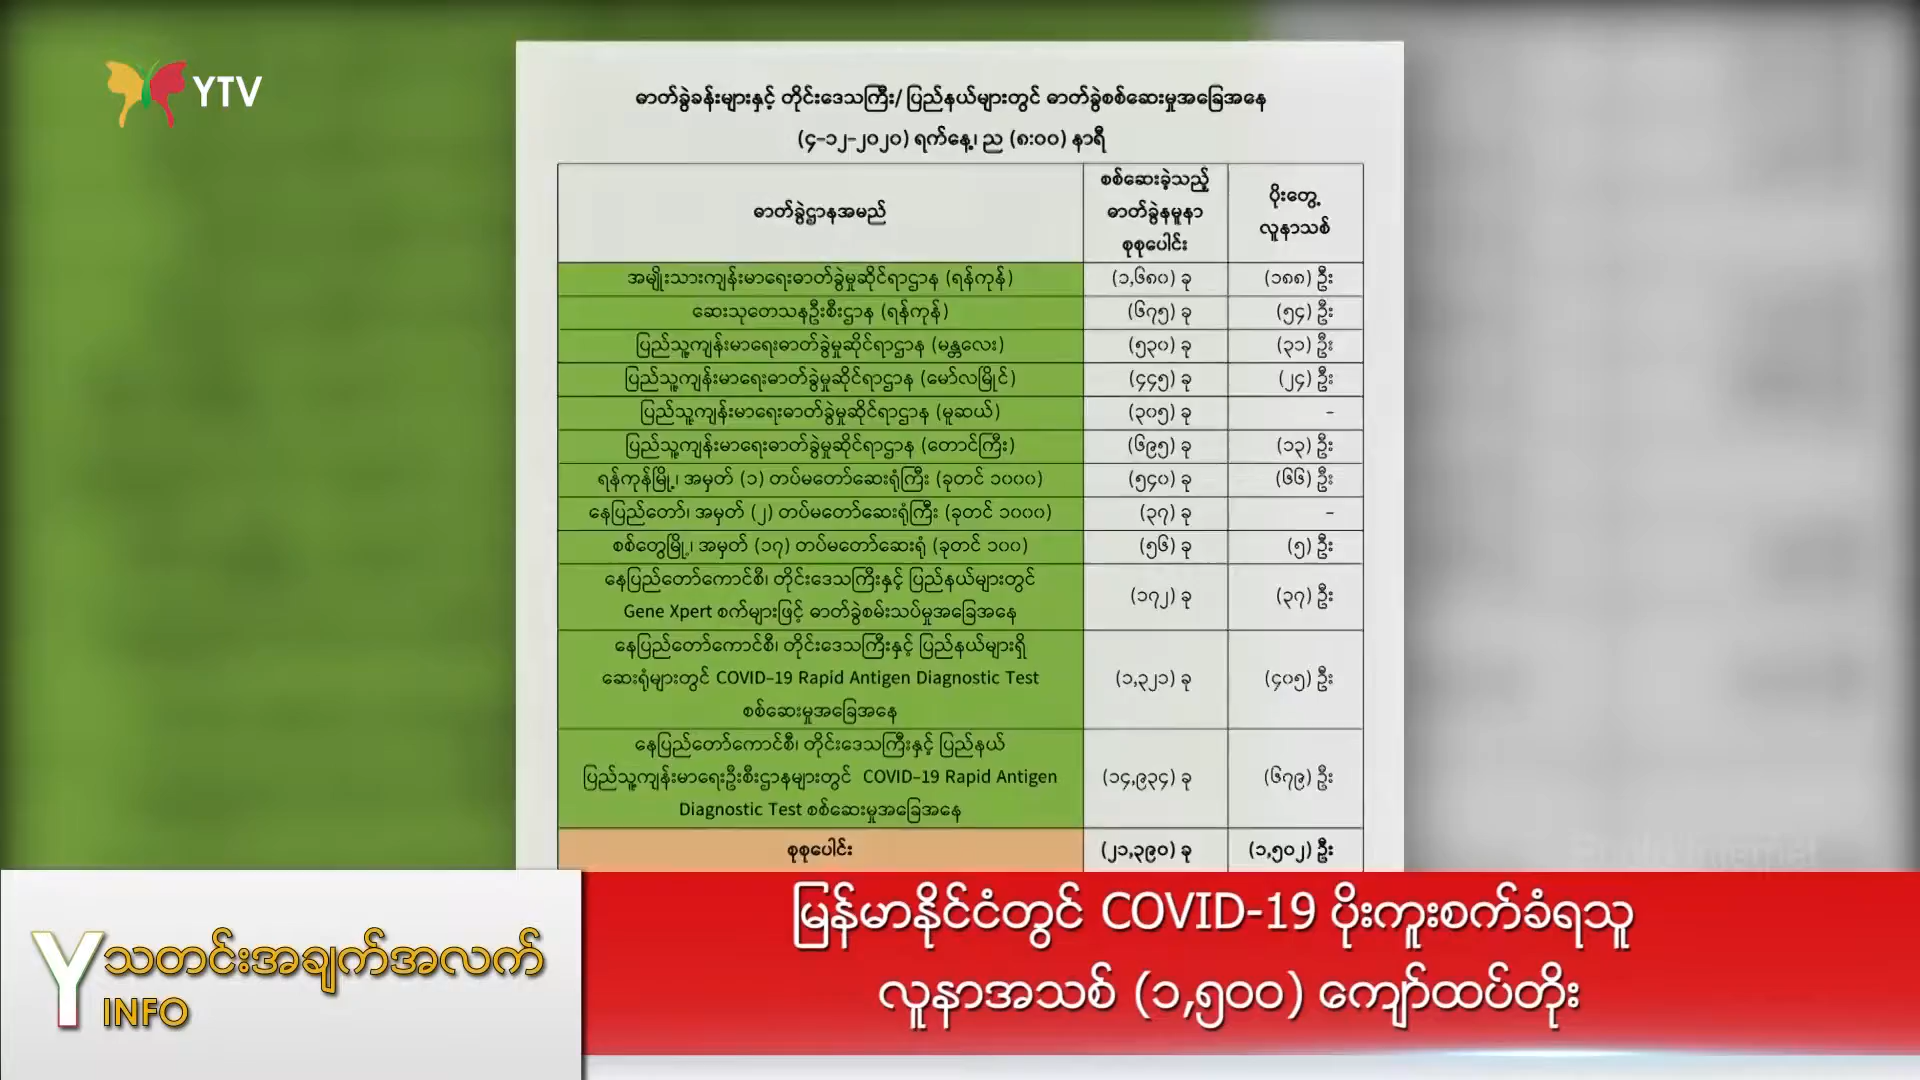 YTV
ဓာတ်ခွဲခန်းများနှင့် တိုင်းဒေသကြီး/ ပြည်နယ်များတွင် ဓာတ်ခွဲစစ်ဆေးမှုအခြေအနေ
(၄-၁၂-၂၀၂၀) ရက်နေ့၊ ည (၈:၀၀) နာရီ
ဓာတ်ခွဲဌာနအမည်
စစ်ဆေးခဲ့သည့်
ဓာတ်ခွဲနမူနာ
စုစုပေါင်း
ပိုးတွေ့
လူနာသစ်
အမျိုးသားကျန်းမာရေးဓာတ်ခွဲမှုဆိုင်ရာဌာန (ရန်ကုန်) (၁,၆၈၀) ခု (၁၈၈) ဦး
ဆေးသုတေသနဦးစီးဌာန (ရန်ကုန်) (၆၇၅) ခု (၅၄) ဦး
ပြည်သူ့ကျန်းမာရေးဓာတ်ခွဲမှုဆိုင်ရာဌာန (မန္တလေး) (၅၃၀) ခု (၃၁) ဦး
ပြည်သူ့ကျန်းမာရေးဓာတ်ခွဲမှုဆိုင်ရာဌာန (မော်လမြိုင်) (၄၄၅) ခု (၂၄) ဦး
ပြည်သူ့ကျန်းမာရေးဓာတ်ခွဲမှုဆိုင်ရာဌာန (မူဆယ်) (၃၀၅) ခု -
ပြည်သူ့ကျန်းမာရေးဓာတ်ခွဲမှုဆိုင်ရာဌာန (တောင်ကြီး) (၆၉၅) ခု (၁၃) ဦး
ရန်ကုန်မြို့၊ အမှတ် (၁) တပ်မတော်ဆေးရုံကြီး (ခုတင် ၁၀၀၀) (၅၄၀) ခု (၆၆) ဦး
နေပြည်တော်၊ အမှတ် (၂) တပ်မတော်ဆေးရုံကြီး (ခုတင် ၁၀၀၀) (၃၇) ခု -
စစ်တွေမြို့၊ အမှတ် (၁၇) တပ်မတော်ဆေးရုံ (ခုတင် ၁၀၀) (၅၆) ခု (၅) ဦး
နေပြည်တော်ကောင်စီ၊ တိုင်းဒေသကြီးနှင့် ပြည်နယ်များတွင်
Gene Xpert စက်များဖြင့် ဓာတ်ခွဲစမ်းသပ်မှုအခြေအနေ
(၁၇၂) ခု (၃၇) ဦး
နေပြည်တော်ကောင်စီ၊ တိုင်းဒေသကြီးနှင့် ပြည်နယ်များရှိ
ဆေးရုံများတွင် COVID-19 Rapid Antigen Diagnostic Test
စစ်ဆေးမှုအခြေအနေ
(၁,၃၂၁) ခု (၄၀၅) ဦး
နေပြည်တော်ကောင်စီ၊ တိုင်းဒေသကြီးနှင့် ပြည်နယ်
ပြည်သူ့ကျန်းမာရေးဦးစီးဌာနများတွင် COVID-19 Rapid Antigen
Diagnostic Test စစ်ဆေးမှုအခြေအနေ
(၁၄,၉၃၄) ခု (၆၇၉) ဦး
စုစုပေါင်း (၂၁,၃၉၀) ခု (၁,၅၀၂) ဦး
Y သတင်းအချက်အလက်
INFO
မြန်မာနိုင်ငံတွင် COVID-19 ပိုးကူးစက်ခံရသူ
လူနာအသစ် (၁,၅၀၀) ကျော်ထပ်တိုး